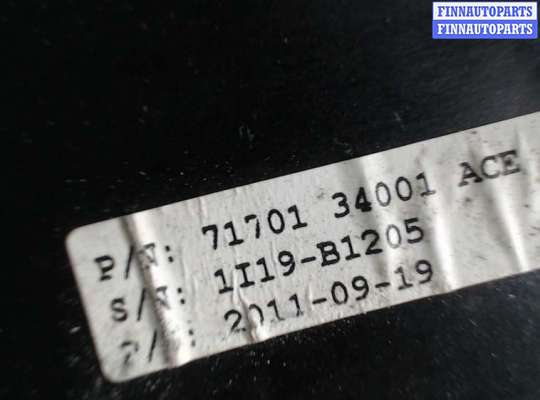 FINNAUTOPARTS
FINNAUTOPARTS
P/N: 71701 34001 ACE
S/N: 1I19-B1205
2011-09-19